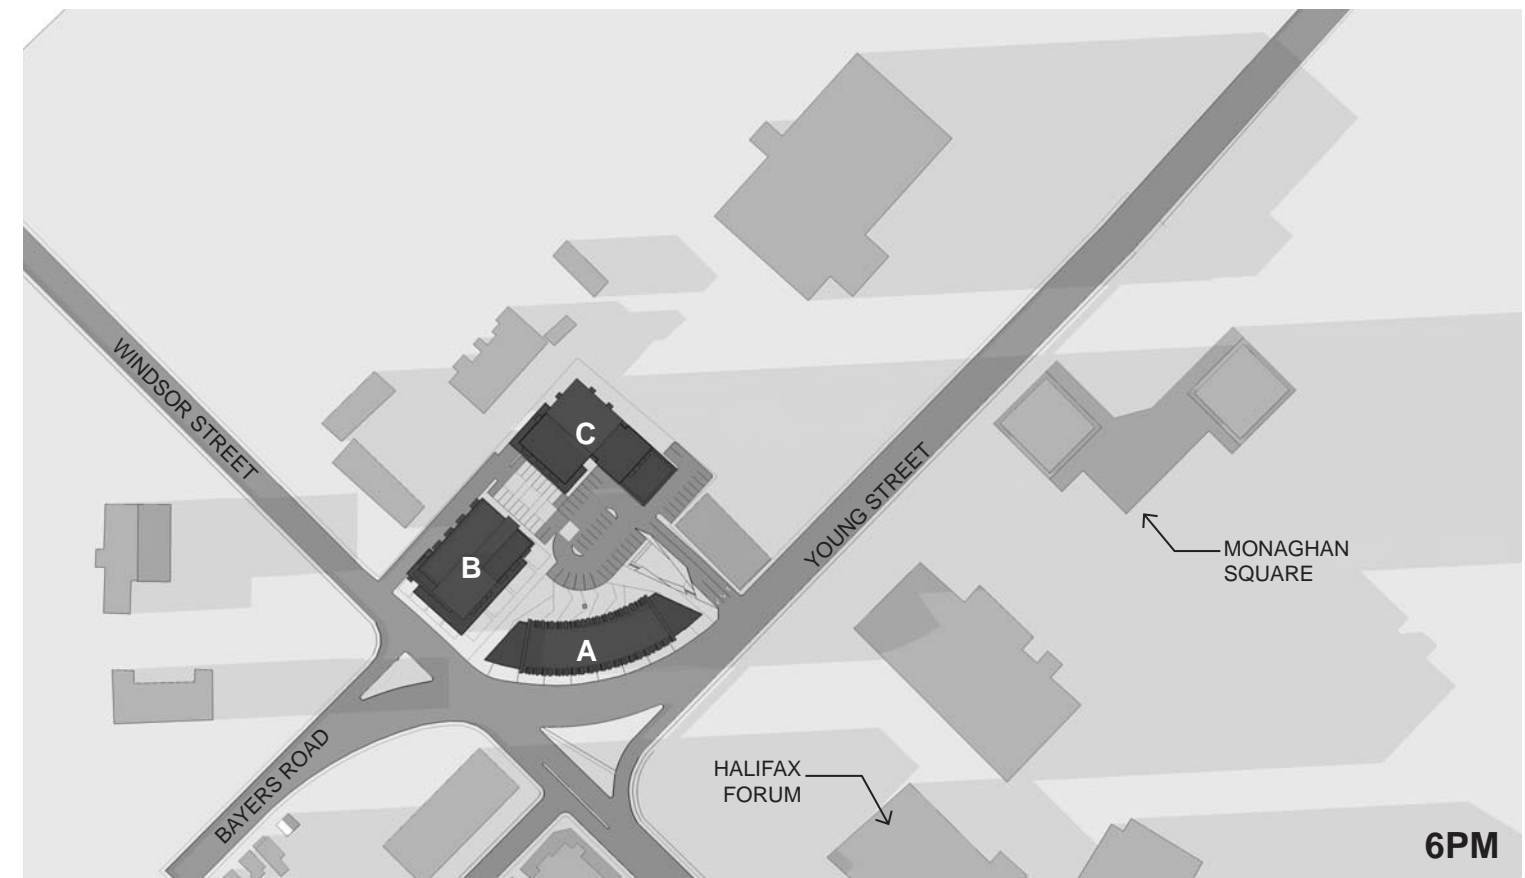 WINDSOR STREET
C
YOUNG STREET
B
MONAGHAN
SQUARE
A
BAYERS ROAD
HALIFAX
FORUM
6PM